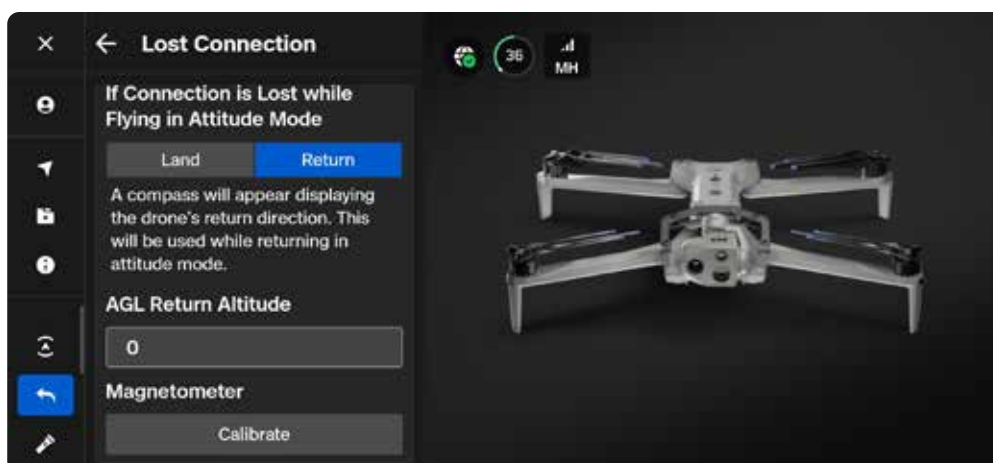 Lost Connection
36
MH
If Connection is Lost while
Flying in Attitude Mode
Land Return
A compass will appear displaying
the drone's return direction. This
will be used while returning in
attitude mode.
AGL Return Altitude
0
Magnetometer
Calibrate